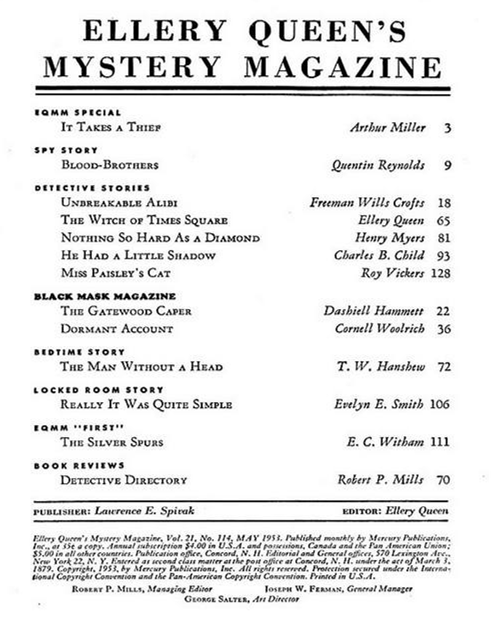 ELLERY QUEEN'S
MYSTERY MAGAZINE
EQMM SPECIAL
IT TAKES A THIEF Arthur Miller 3
SPY STORY
BLOOD-BROTHERS Quentin Reynolds 9
DETECTIVE STORIES
UNBREAKABLE ALIBI Freeman Wills Crofts 18
THE WITCH OF TIMES SQUARE Ellery Queen 65
NOTHING SO HARD AS A DIAMOND Henry Myers 81
HE HAD A LITTLE SHADOW Charles B. Child 93
MISS PAISLEY'S CAT Roy Vickers 128
BLACK MASK MAGAZINE
THE GATEWOOD CAPER Dashiell Hammett 22
DORMANT ACCOUNT Cornell Woolrich 36
BEDTIME STORY
THE MAN WITHOUT A HEAD T. W. Hanshew 72
LOCKED ROOM STORY
REALLY IT WAS QUITE SIMPLE Evelyn E. Smith 106
EQMM "FIRST"
THE SILVER SPURS E. C. Witham 111
BOOK REVIEWS
DETECTIVE DIRECTORY Robert P. Mills 70
PUBLISHER: Lawrence E. Spivak EDITOR: Ellery Queen
Ellery Queen's Mystery Magazine, Vol. 21, No. 114, MAY 1953. Published monthly by Mercury Publications,
Inc., at 35c a copy. Annual subscription $4.00 in U.S.A. and possessions, Canada and the Pan American Union;
$5.00 in all other countries. Publication office, Concord, N. H. Editorial and General offices, 570 Lexington Ave.,
New York 22, N. Y. Entered as second class matter at the post office at Concord, N. H. under the act of March 3,
1879. Copyright, 1953, by Mercury Publications, Inc. All rights reserved. Protection secured under the Interna-
tional Copyright Convention and the Pan-American Copyright Convention. Printed in U.S.A.
ROBERT P. MILLS, Managing Editor JOSEPH W. FERMAN, General Manager
GEORGE SALTER, Art Director